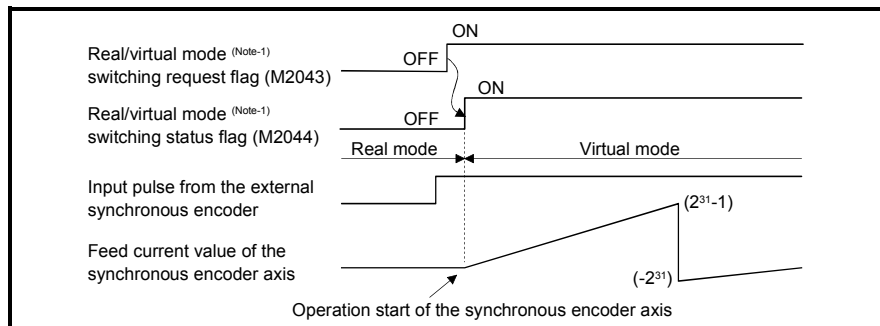 ON
Real/virtual mode (Note-1)
OFF
switching request flag (M2043)
ON
Real/virtual mode (Note-1)
OFF
switching status flag (M2044)
Real mode
Virtual mode
Input pulse from the external
synchronous encoder
(2³¹-1)
Feed current value of the
synchronous encoder axis
(-2³¹)
Operation start of the synchronous encoder axis